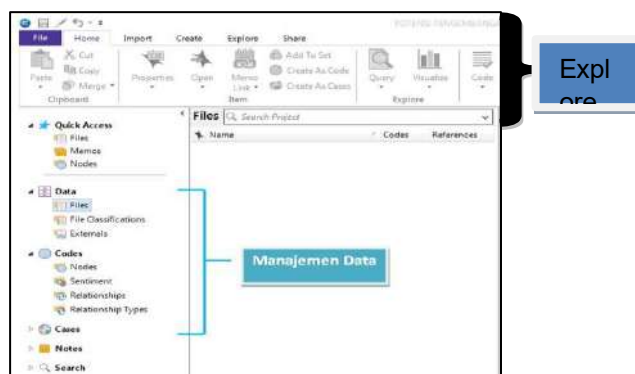 File Home Import Create Explore Share
Cut
Paste Copy
Merge
Properties Open Memo Link
Add To Set
Create As Code
Create As Cases
Query Visualize Code
Clipboard Item Explore
Explore
Files Search Project
Name Codes References
Quick Access
Files
Memos
Nodes
Data
Files
File Classifications
Externals
Manajemen Data
Codes
Nodes
Sentiment
Relationships
Relationship Types
Cases
Notes
Search